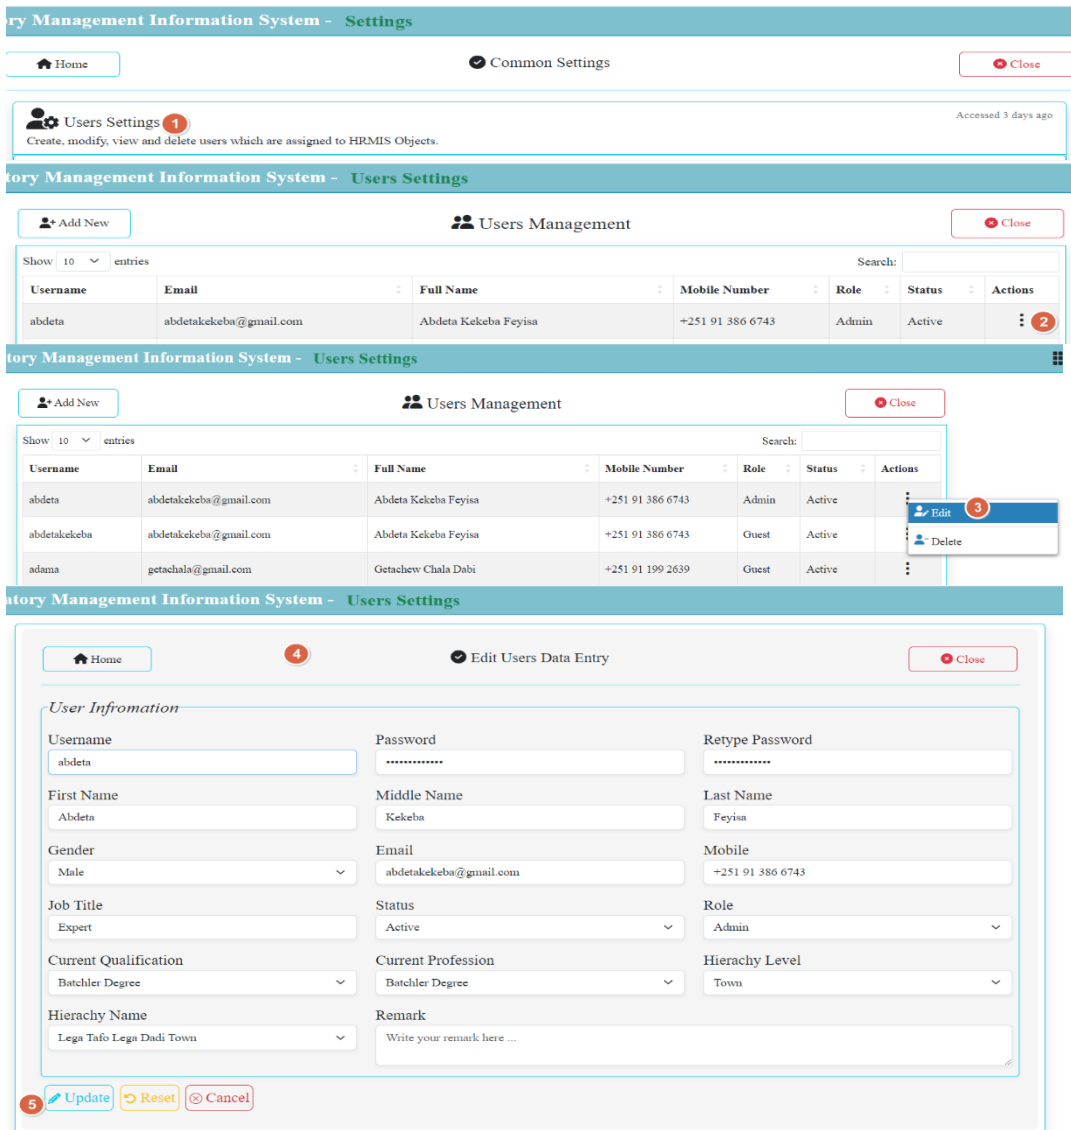 ry Management Information System - Settings
Home Common Settings Close
Users Settings 1 Accessed 3 days ago
Create, modify, view and delete users which are assigned to HRMIS Objects.
tory Management Information System - Users Settings
Add New Users Management Close
Show 10 entries Search:
Username Email Full Name Mobile Number Role Status Actions
abdeta abdetakekeba@gmail.com Abdeta Kekeba Feyisa +251 91 386 6743 Admin Active 2
tory Management Information System - Users Settings
Add New Users Management Close
Show 10 entries Search:
Username Email Full Name Mobile Number Role Status Actions
abdeta abdetakekeba@gmail.com Abdeta Kekeba Feyisa +251 91 386 6743 Admin Active
Edit 3
abdetakekeba abdetakekeba@gmail.com Abdeta Kekeba Feyisa +251 91 386 6743 Guest Active
Delete
adama getachala@gmail.com Getachew Chala Dabi +251 91 199 2639 Guest Active
atory Management Information System - Users Settings
Home 4 Edit Users Data Entry Close
User Infromation
Username Password Retype Password
abdeta ••••••••••••• •••••••••••••
First Name Middle Name Last Name
Abdeta Kekeba Feyisa
Gender Email Mobile
Male abdetakekeba@gmail.com +251 91 386 6743
Job Title Status Role
Expert Active Admin
Current Qualification Current Profession Hierachy Level
Batchler Degree Batchler Degree Town
Hierachy Name Remark
Lega Tafo Lega Dadi Town Write your remark here ...
5 Update Reset Cancel